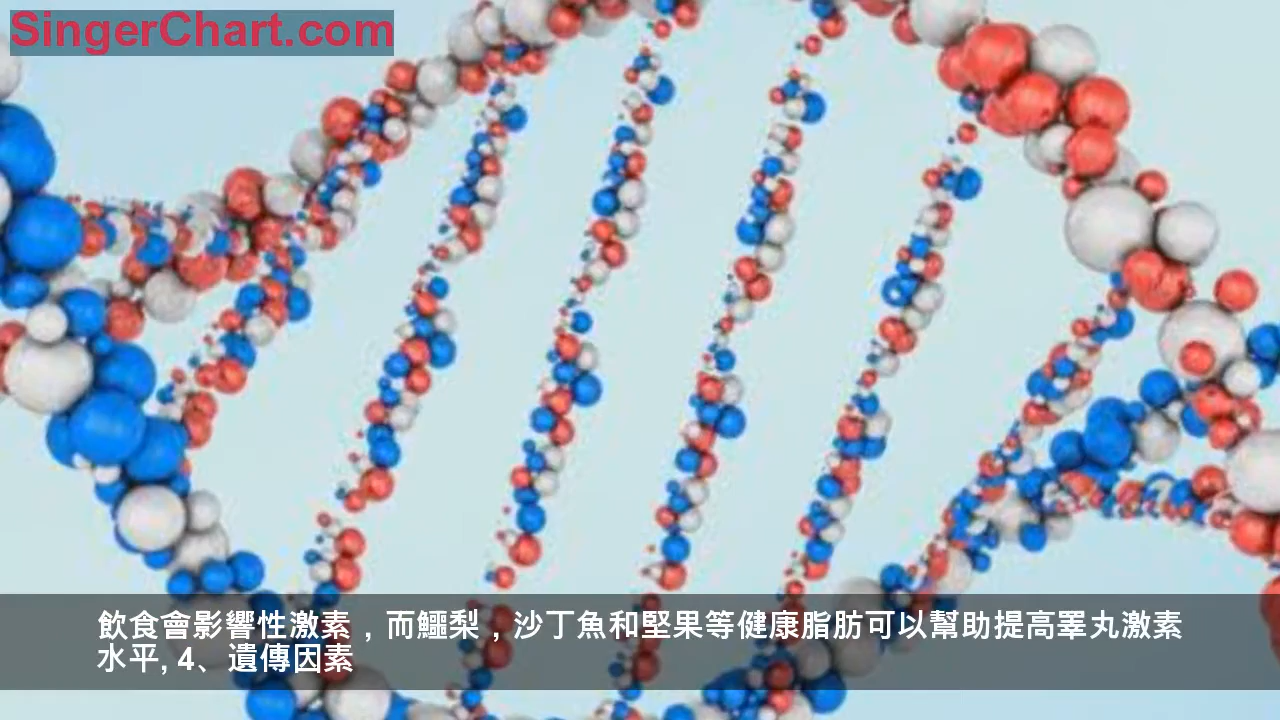 SingerChart.com
飲食會影響性激素，而鱷梨，沙丁魚和堅果等健康脂肪可以幫助提高睪丸激素
水平, 4、遺傳因素